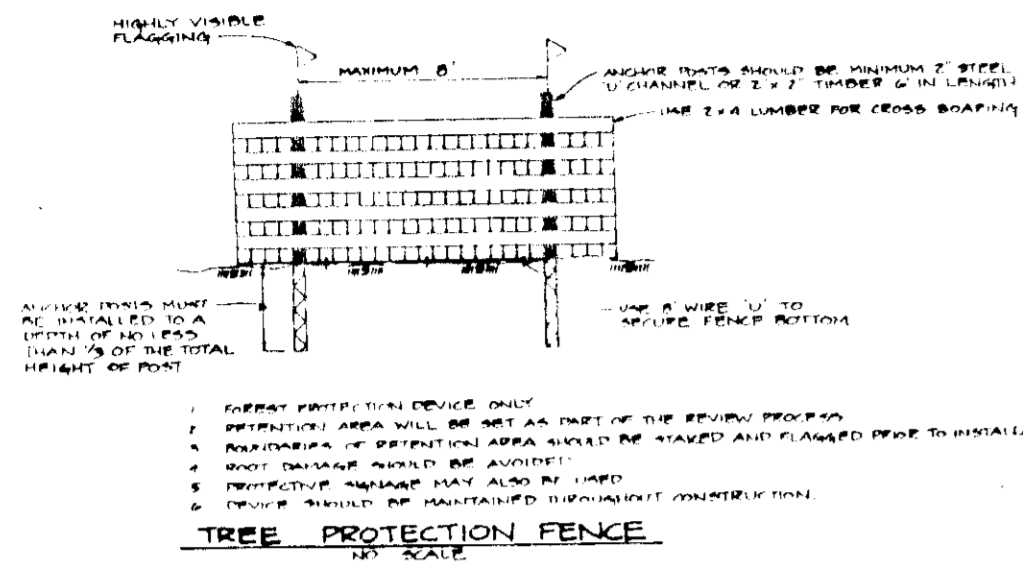 HIGHLY VISIBLE
FLAGGING
MAXIMUM 8'
ANCHOR POSTS SHOULD BE MINIMUM 2" STEEL
'U' CHANNEL OR 2" x 2" TIMBER 6' IN LENGTH
USE 2x4 LUMBER FOR CROSS BOARING
ANCHOR POSTS MUST
BE INSTALLED TO A
DEPTH OF NO LESS
THAN 1/3 OF THE TOTAL
HEIGHT OF POST
USE 8" WIRE 'U' TO
SECURE FENCE BOTTOM
1 FOREST PROTECTION DEVICE ONLY
2 RETENTION AREA WILL BE SET AS PART OF THE REVIEW PROCESS
3 BOUNDARIES OF RETENTION AREA SHOULD BE STAKED AND FLAGGED PRIOR TO INSTALLA
4 ROOT DAMAGE SHOULD BE AVOIDED
5 PROTECTIVE SIGNAGE MAY ALSO BE USED
6 DEVICE SHOULD BE MAINTAINED THROUGHOUT CONSTRUCTION.
TREE PROTECTION FENCE
NO SCALE